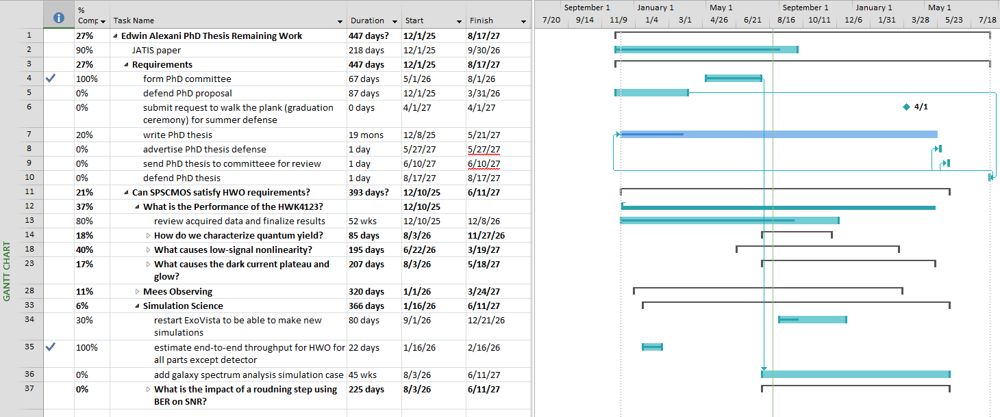 %
Comp Task Name Duration Start Finish
September 1 January 1 May 1 September 1 January 1 May 1
7/20 9/14 11/9 1/4 3/1 4/26 6/21 8/16 10/11 12/6 1/31 3/28 5/23 7/18
1 27% Edwin Alexani PhD Thesis Remaining Work 447 days? 12/1/25 8/17/27
2 90% JATIS paper 218 days 12/1/25 9/30/26
3 27% Requirements 447 days 12/1/25 8/17/27
4 100% form PhD committee 67 days 5/1/26 8/1/26
5 0% defend PhD proposal 87 days 12/1/25 3/31/26
6 0% submit request to walk the plank (graduation 0 days 4/1/27 4/1/27 4/1
ceremony) for summer defense
7 20% write PhD thesis 19 mons 12/8/25 5/21/27
8 0% advertise PhD thesis defense 1 day 5/27/27 5/27/27
9 0% send PhD thesis to committeee for review 1 day 6/10/27 6/10/27
10 0% defend PhD thesis 1 day 8/17/27 8/17/27
11 21% Can SPSCMOS satisfy HWO requirements? 393 days? 12/10/25 6/11/27
12 37% What is the Performance of the HWK4123? 12/10/25
13 80% review acquired data and finalize results 52 wks 12/10/25 12/8/26
14 18% How do we characterize quantum yield? 85 days 8/3/26 11/27/26
18 40% What causes low-signal nonlinearity? 195 days 6/22/26 3/19/27
23 17% What causes the dark current plateau and 207 days 8/3/26 5/18/27
glow?
28 11% Mees Observing 320 days 1/1/26 3/24/27
33 6% Simulation Science 366 days 1/16/26 6/11/27
34 30% restart ExoVista to be able to make new 80 days 9/1/26 12/21/26
simulations
35 100% estimate end-to-end throughput for HWO for 22 days 1/16/26 2/16/26
all parts except detector
36 0% add galaxy spectrum analysis simulation case 45 wks 8/3/26 6/11/27
37 0% What is the impact of a roudning step using 225 days 8/3/26 6/11/27
BER on SNR?
GANTT CHART